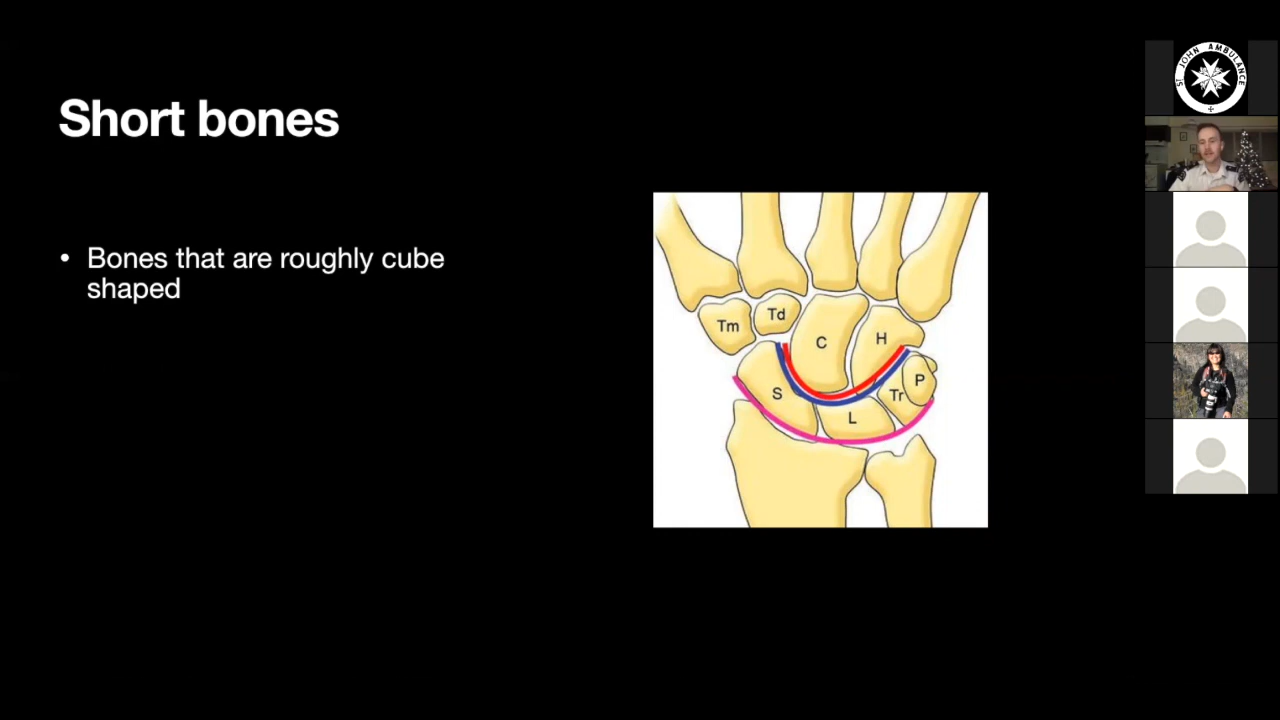 Short bones
• Bones that are roughly cube
shaped
Tm
Td
C
H
S
L
Tr
P
ST JOHN AMBULANCE